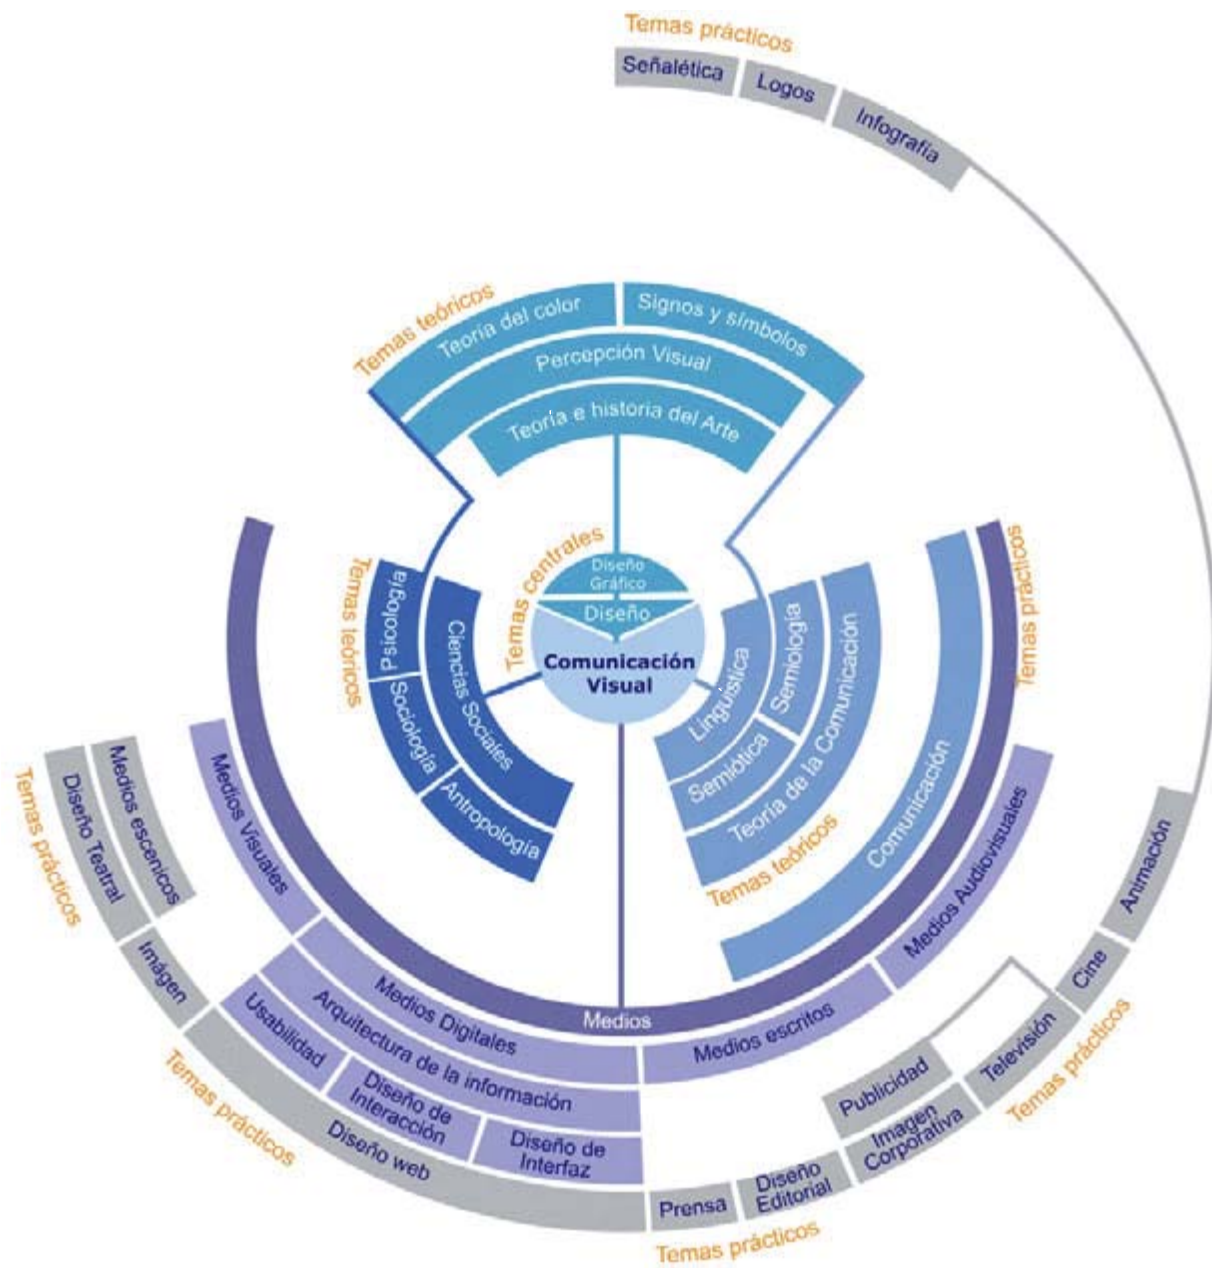 Temas prácticos
Señalética
Logos
Infografía
Temas teóricos
Teoría del color
Signos y símbolos
Percepción Visual
Teoría e historia del Arte
Temas centrales
Diseño
Gráfico
Diseño
Comunicación
Visual
Temas teóricos
Psicología
Sociología
Antropología
Ciencias Sociales
Lingüística
Semiología
Semiótica
Teoría de la Comunicación
Temas teóricos
Comunicación
Temas prácticos
Medios
Medios Visuales
Medios Digitales
Medios escritos
Medios Audiovisuales
Arquitectura de la información
Usabilidad
Diseño de
Interacción
Diseño de
Interfaz
Medios escenicos
Diseño Teatral
Temas prácticos
Imágen
Diseño web
Temas prácticos
Prensa
Diseño
Editorial
Temas prácticos
Publicidad
Imagen
Corporativa
Televisión
Cine
Animación
Temas prácticos